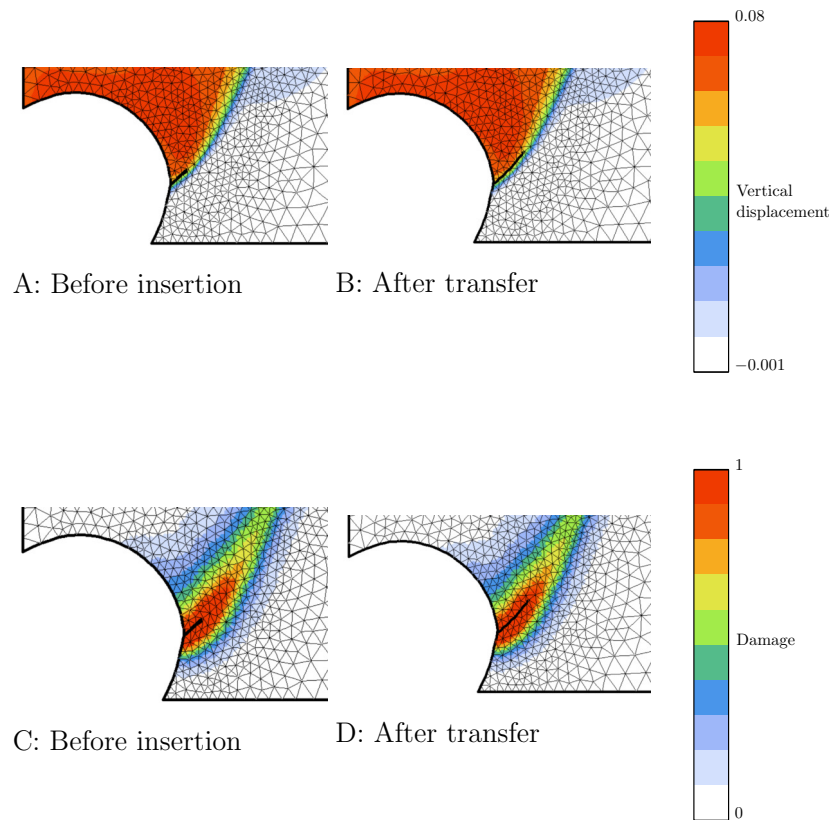 0.08
Vertical
displacement
−0.001
A: Before insertion
B: After transfer
1
Damage
0
C: Before insertion
D: After transfer